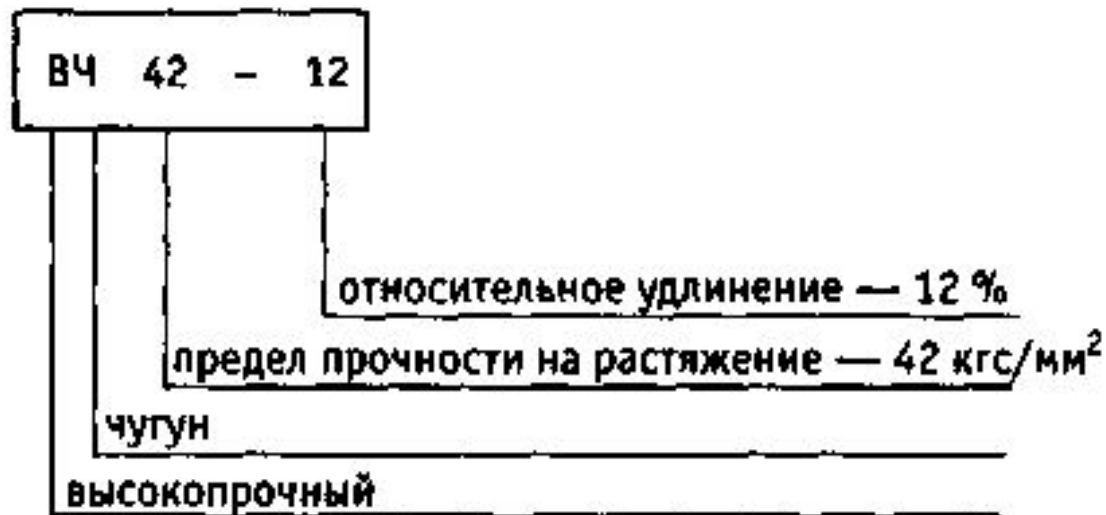 ВЧ 42 – 12
относительное удлинение — 12 %
предел прочности на растяжение — 42 кгс/мм²
чугун
высокопрочный